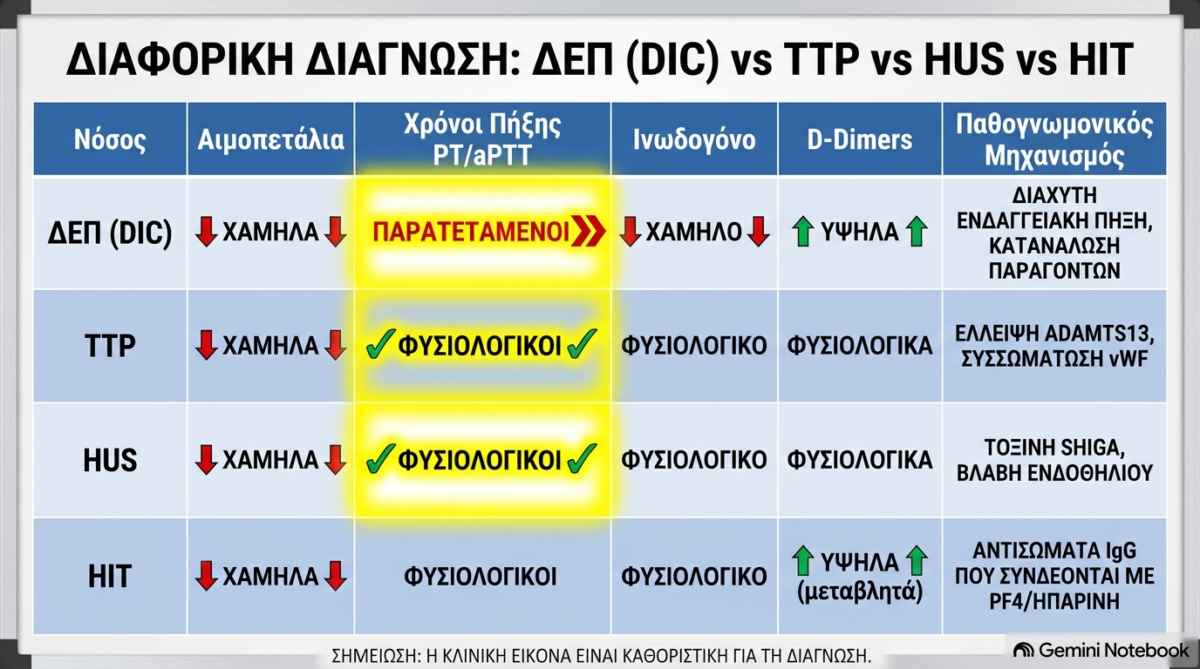 ΔΙΑΦΟΡΙΚΗ ΔΙΑΓΝΩΣΗ: ΔΕΠ (DIC) vs TTP vs HUS vs HIT
Νόσος
Αιμοπετάλια
Χρόνοι Πήξης
PT/aPTT
Ινωδογόνο
D-Dimers
Παθογνωμονικός
Μηχανισμός
ΔΕΠ (DIC)
ΧΑΜΗΛΑ
ΠΑΡΑΤΕΤΑΜΕΝΟΙ
ΧΑΜΗΛΟ
ΥΨΗΛΑ
ΔΙΑΧΥΤΗ
ΕΝΔΑΓΓΕΙΑΚΗ ΠΗΞΗ,
ΚΑΤΑΝΑΛΩΣΗ
ΠΑΡΑΓΟΝΤΩΝ
TTP
ΧΑΜΗΛΑ
ΦΥΣΙΟΛΟΓΙΚΟΙ
ΦΥΣΙΟΛΟΓΙΚΟ
ΦΥΣΙΟΛΟΓΙΚΑ
ΕΛΛΕΙΨΗ ADAMTS13,
ΣΥΣΣΩΜΑΤΩΣΗ vWF
HUS
ΧΑΜΗΛΑ
ΦΥΣΙΟΛΟΓΙΚΟΙ
ΦΥΣΙΟΛΟΓΙΚΟ
ΦΥΣΙΟΛΟΓΙΚΑ
ΤΟΞΙΝΗ SHIGA,
ΒΛΑΒΗ ΕΝΔΟΘΗΛΙΟΥ
HIT
ΧΑΜΗΛΑ
ΦΥΣΙΟΛΟΓΙΚΟΙ
ΦΥΣΙΟΛΟΓΙΚΟ
ΥΨΗΛΑ
(μεταβλητά)
ΑΝΤΙΣΩΜΑΤΑ IgG
ΠΟΥ ΣΥΝΔΕΟΝΤΑΙ ΜΕ
PF4/ΗΠΑΡΙΝΗ
ΣΗΜΕΙΩΣΗ: Η ΚΛΙΝΙΚΗ ΕΙΚΟΝΑ ΕΙΝΑΙ ΚΑΘΟΡΙΣΤΙΚΗ ΓΙΑ ΤΗ ΔΙΑΓΝΩΣΗ.
Gemini Notebook